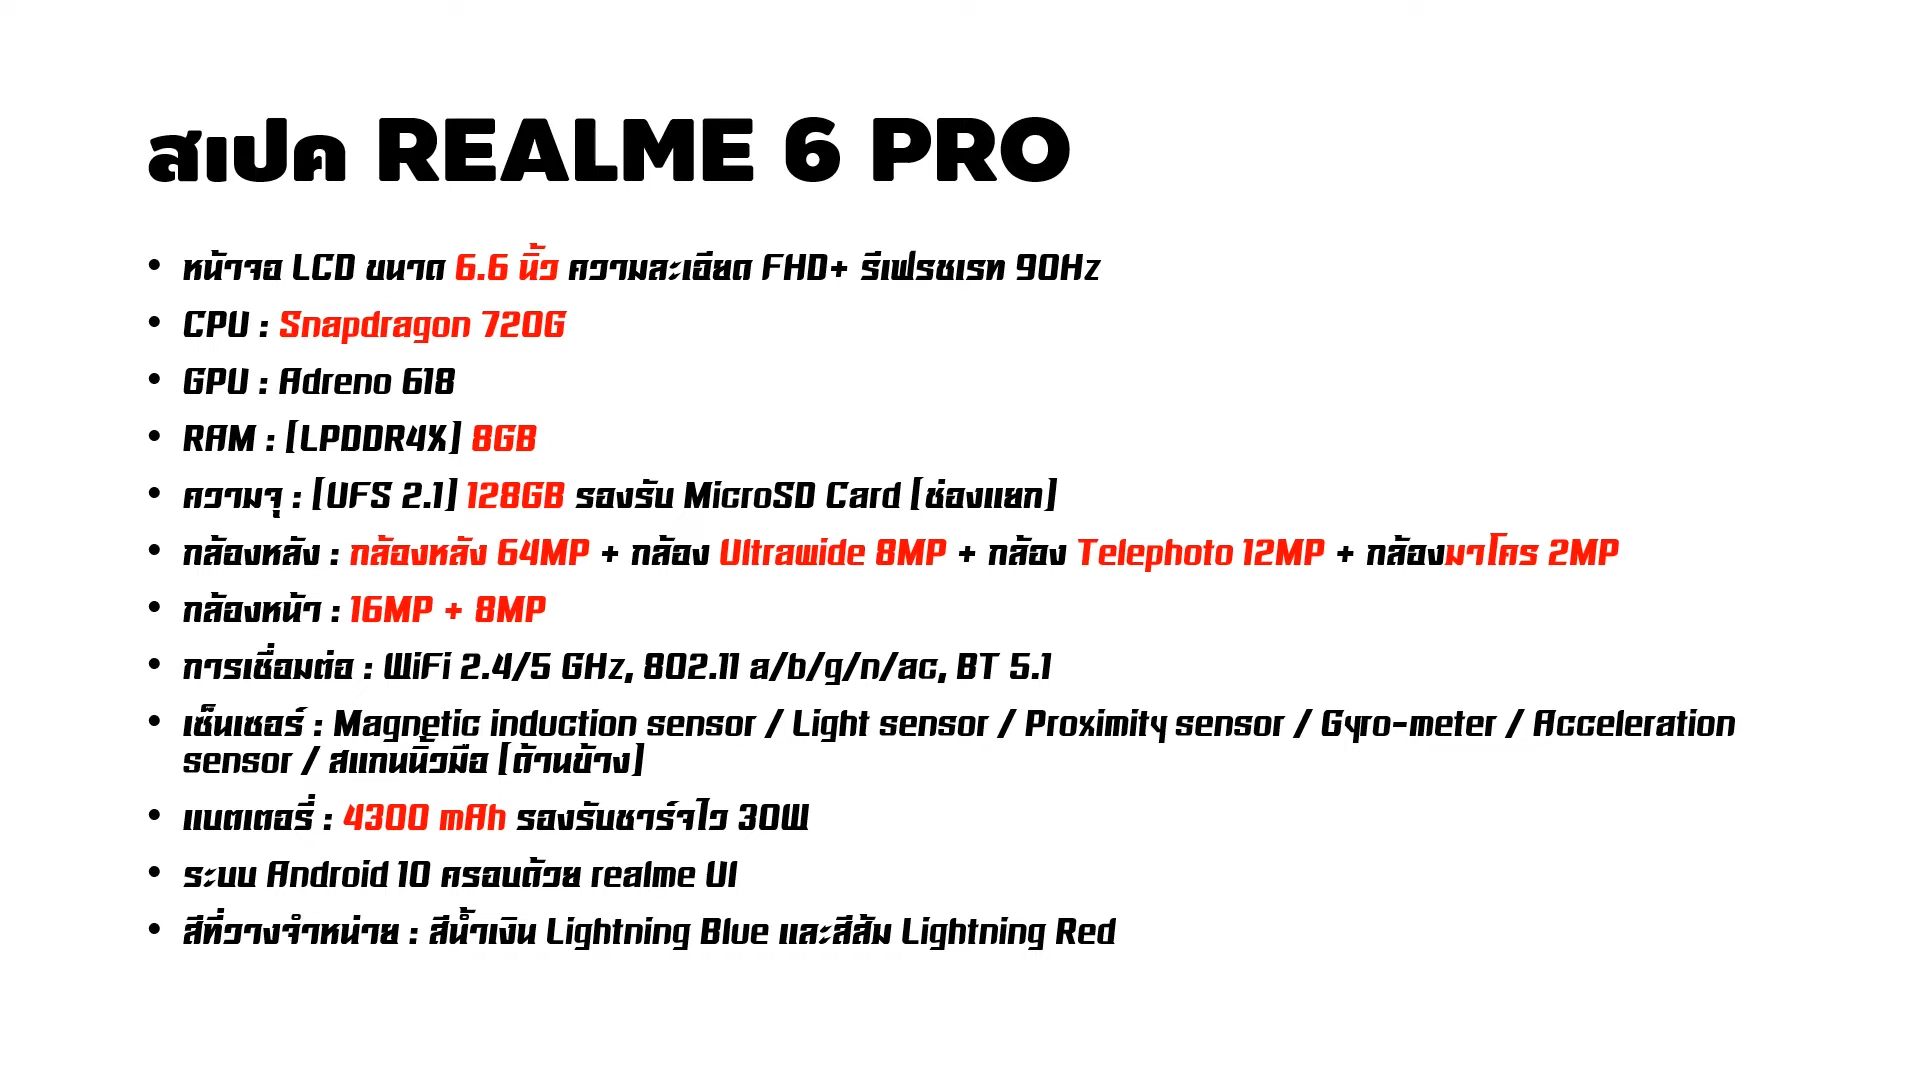 สเปค REALME 6 PRO
• หน้าจอ LCD ขนาด 6.6 นิ้ว ความละเอียด FHD+ รีเฟรชเรท 90Hz
• CPU : Snapdragon 720G
• GPU : Adreno 618
• RAM : [LPDDR4X] 8GB
• ความจุ : [UFS 2.1] 128GB รองรับ MicroSD Card [ช่องแยก]
• กล้องหลัง : กล้องหลัง 64MP + กล้อง Ultrawide 8MP + กล้อง Telephoto 12MP + กล้องมาโคร 2MP
• กล้องหน้า : 16MP + 8MP
• การเชื่อมต่อ : WiFi 2.4/5 GHz, 802.11 a/b/g/n/ac, BT 5.1
• เซ็นเซอร์ : Magnetic induction sensor / Light sensor / Proximity sensor / Gyro-meter / Acceleration
sensor / สแกนนิ้วมือ [ด้านข้าง]
• แบตเตอรี่ : 4300 mAh รองรับชาร์จไว 30W
• ระบบ Android 10 ครอบด้วย realme UI
• สีที่วางจำหน่าย : สีน้ำเงิน Lightning Blue และสีส้ม Lightning Red